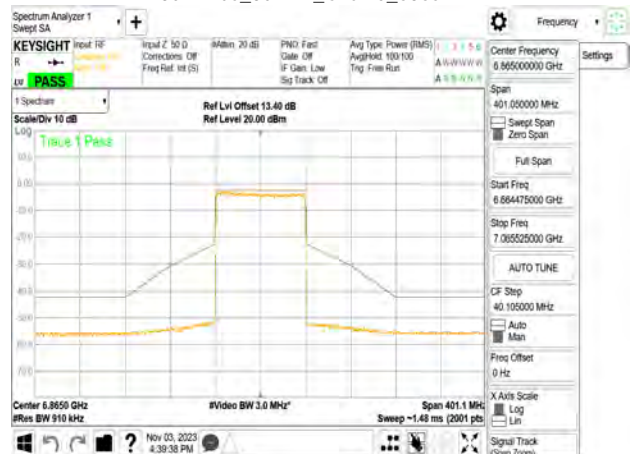 Spectrum Analyzer 1
Swept SA
+
Frequency
KEYSIGHT
Input: RF
Input Z: 50 Ω
#Atten: 20 dB
PNO: Fast
Avg Type: Power (RMS)
R
Corrections: Off
Gate: Off
Avg|Hold: 100/100
Freq Ref: Int (S)
IF Gain: Low
Trig: Free Run
Sig Track: Off
PASS
Center Frequency
6.865000000 GHz
Settings
Span
401.050000 MHz
Swept Span
Zero Span
Full Span
Start Freq
6.664475000 GHz
Stop Freq
7.065525000 GHz
AUTO TUNE
CF Step
40.105000 MHz
Auto
Man
Freq Offset
0 Hz
X Axis Scale
Log
Lin
Signal Track
(Span Zoom)
1 Spectrum
Scale/Div 10 dB
Ref Lvl Offset 13.40 dB
Ref Level 20.00 dBm
Log
Trace 1 Pass
Center 6.8650 GHz
#Video BW 3.0 MHz*
Span 401.1 MHz
#Res BW 910 kHz
Sweep ~1.48 ms (2001 pts
?
Nov 03, 2023
4:39:38 PM